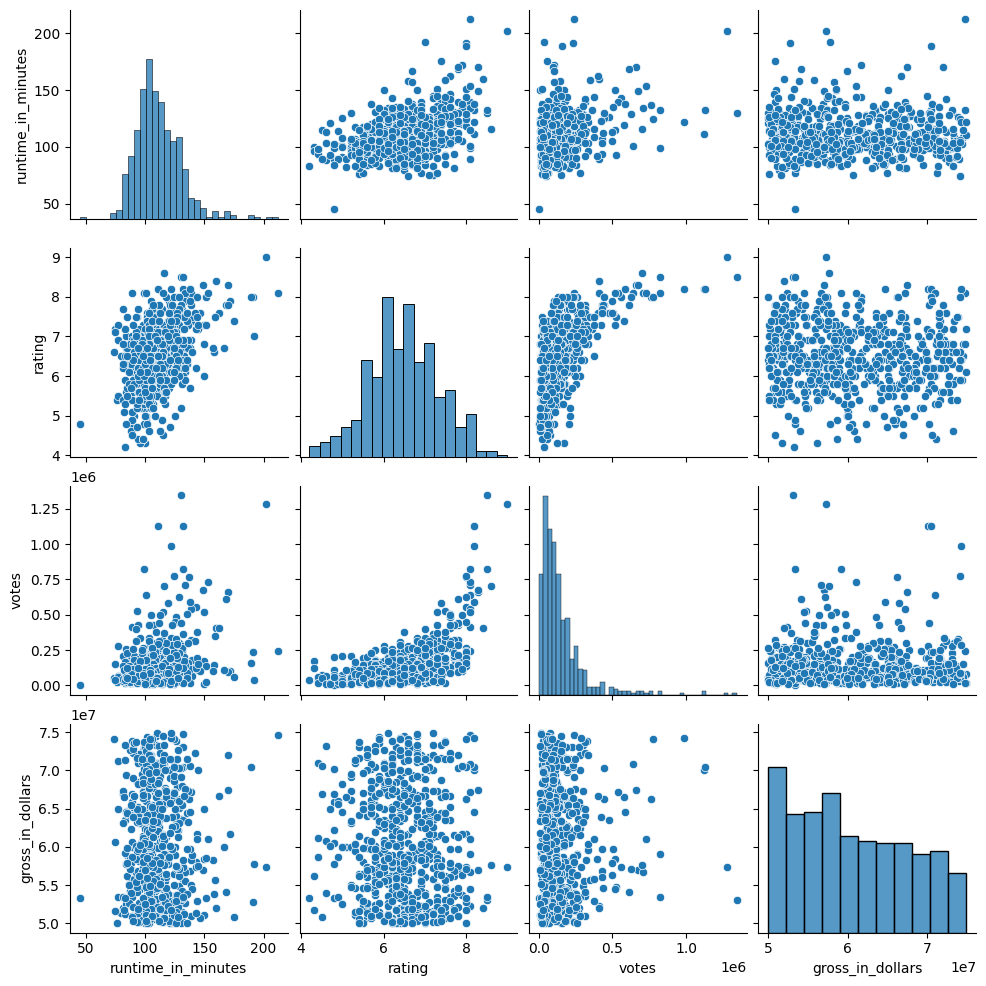 200
150
100
50
runtime_in_minutes
9
8
7
6
5
4
rating
1e6
1.25
1.00
0.75
0.50
0.25
0.00
votes
1e7
7.5
7.0
6.5
6.0
5.5
5.0
gross_in_dollars
50 100 150 200
4 6 8
0.0 0.5 1.0
5 6 7
1e6
1e7
runtime_in_minutes
rating
votes
gross_in_dollars